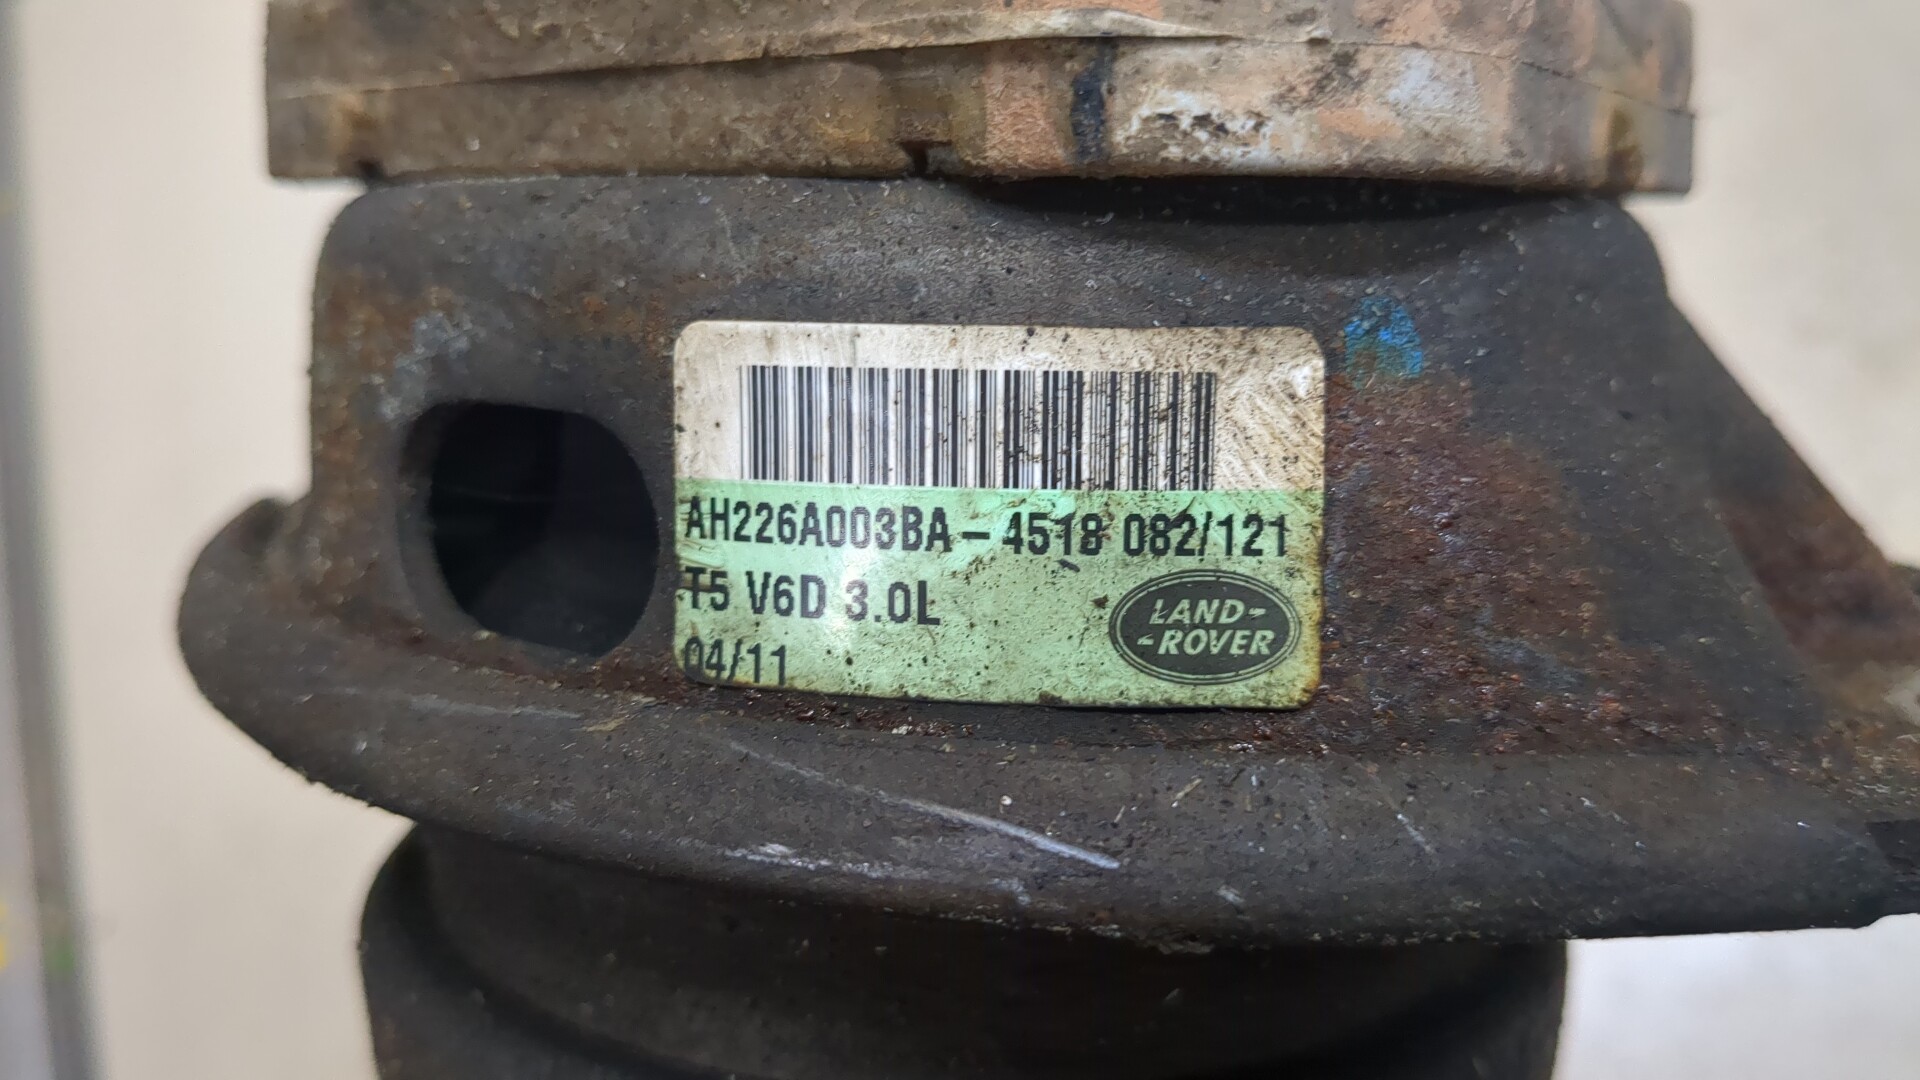 AH226A003BA - 4518 082/121
T5 V6D 3.0L
04/11
LAND-
-ROVER